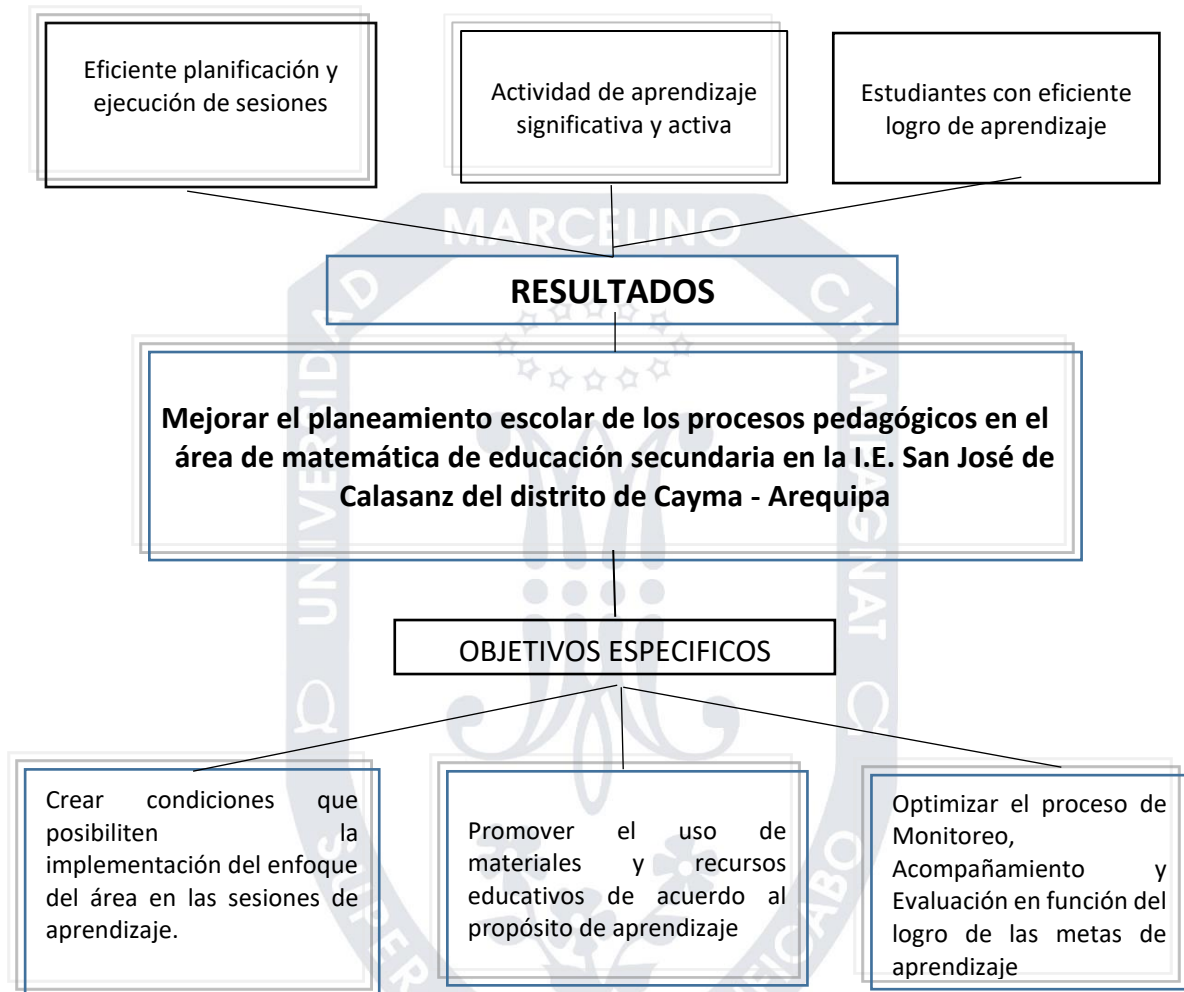 Eficiente planificación y
ejecución de sesiones
Actividad de aprendizaje
significativa y activa
Estudiantes con eficiente
logro de aprendizaje
MARCELINO
CHAMPAGNAT
UNIVERSIDAD
RESULTADOS
Mejorar el planeamiento escolar de los procesos pedagógicos en el
área de matemática de educación secundaria en la I.E. San José de
Calasanz del distrito de Cayma - Arequipa
OBJETIVOS ESPECIFICOS
Crear condiciones que
posibiliten la
implementación del enfoque
del área en las sesiones de
aprendizaje.
Promover el uso de
materiales y recursos
educativos de acuerdo al
propósito de aprendizaje
Optimizar el proceso de
Monitoreo,
Acompañamiento y
Evaluación en función del
logro de las metas de
aprendizaje